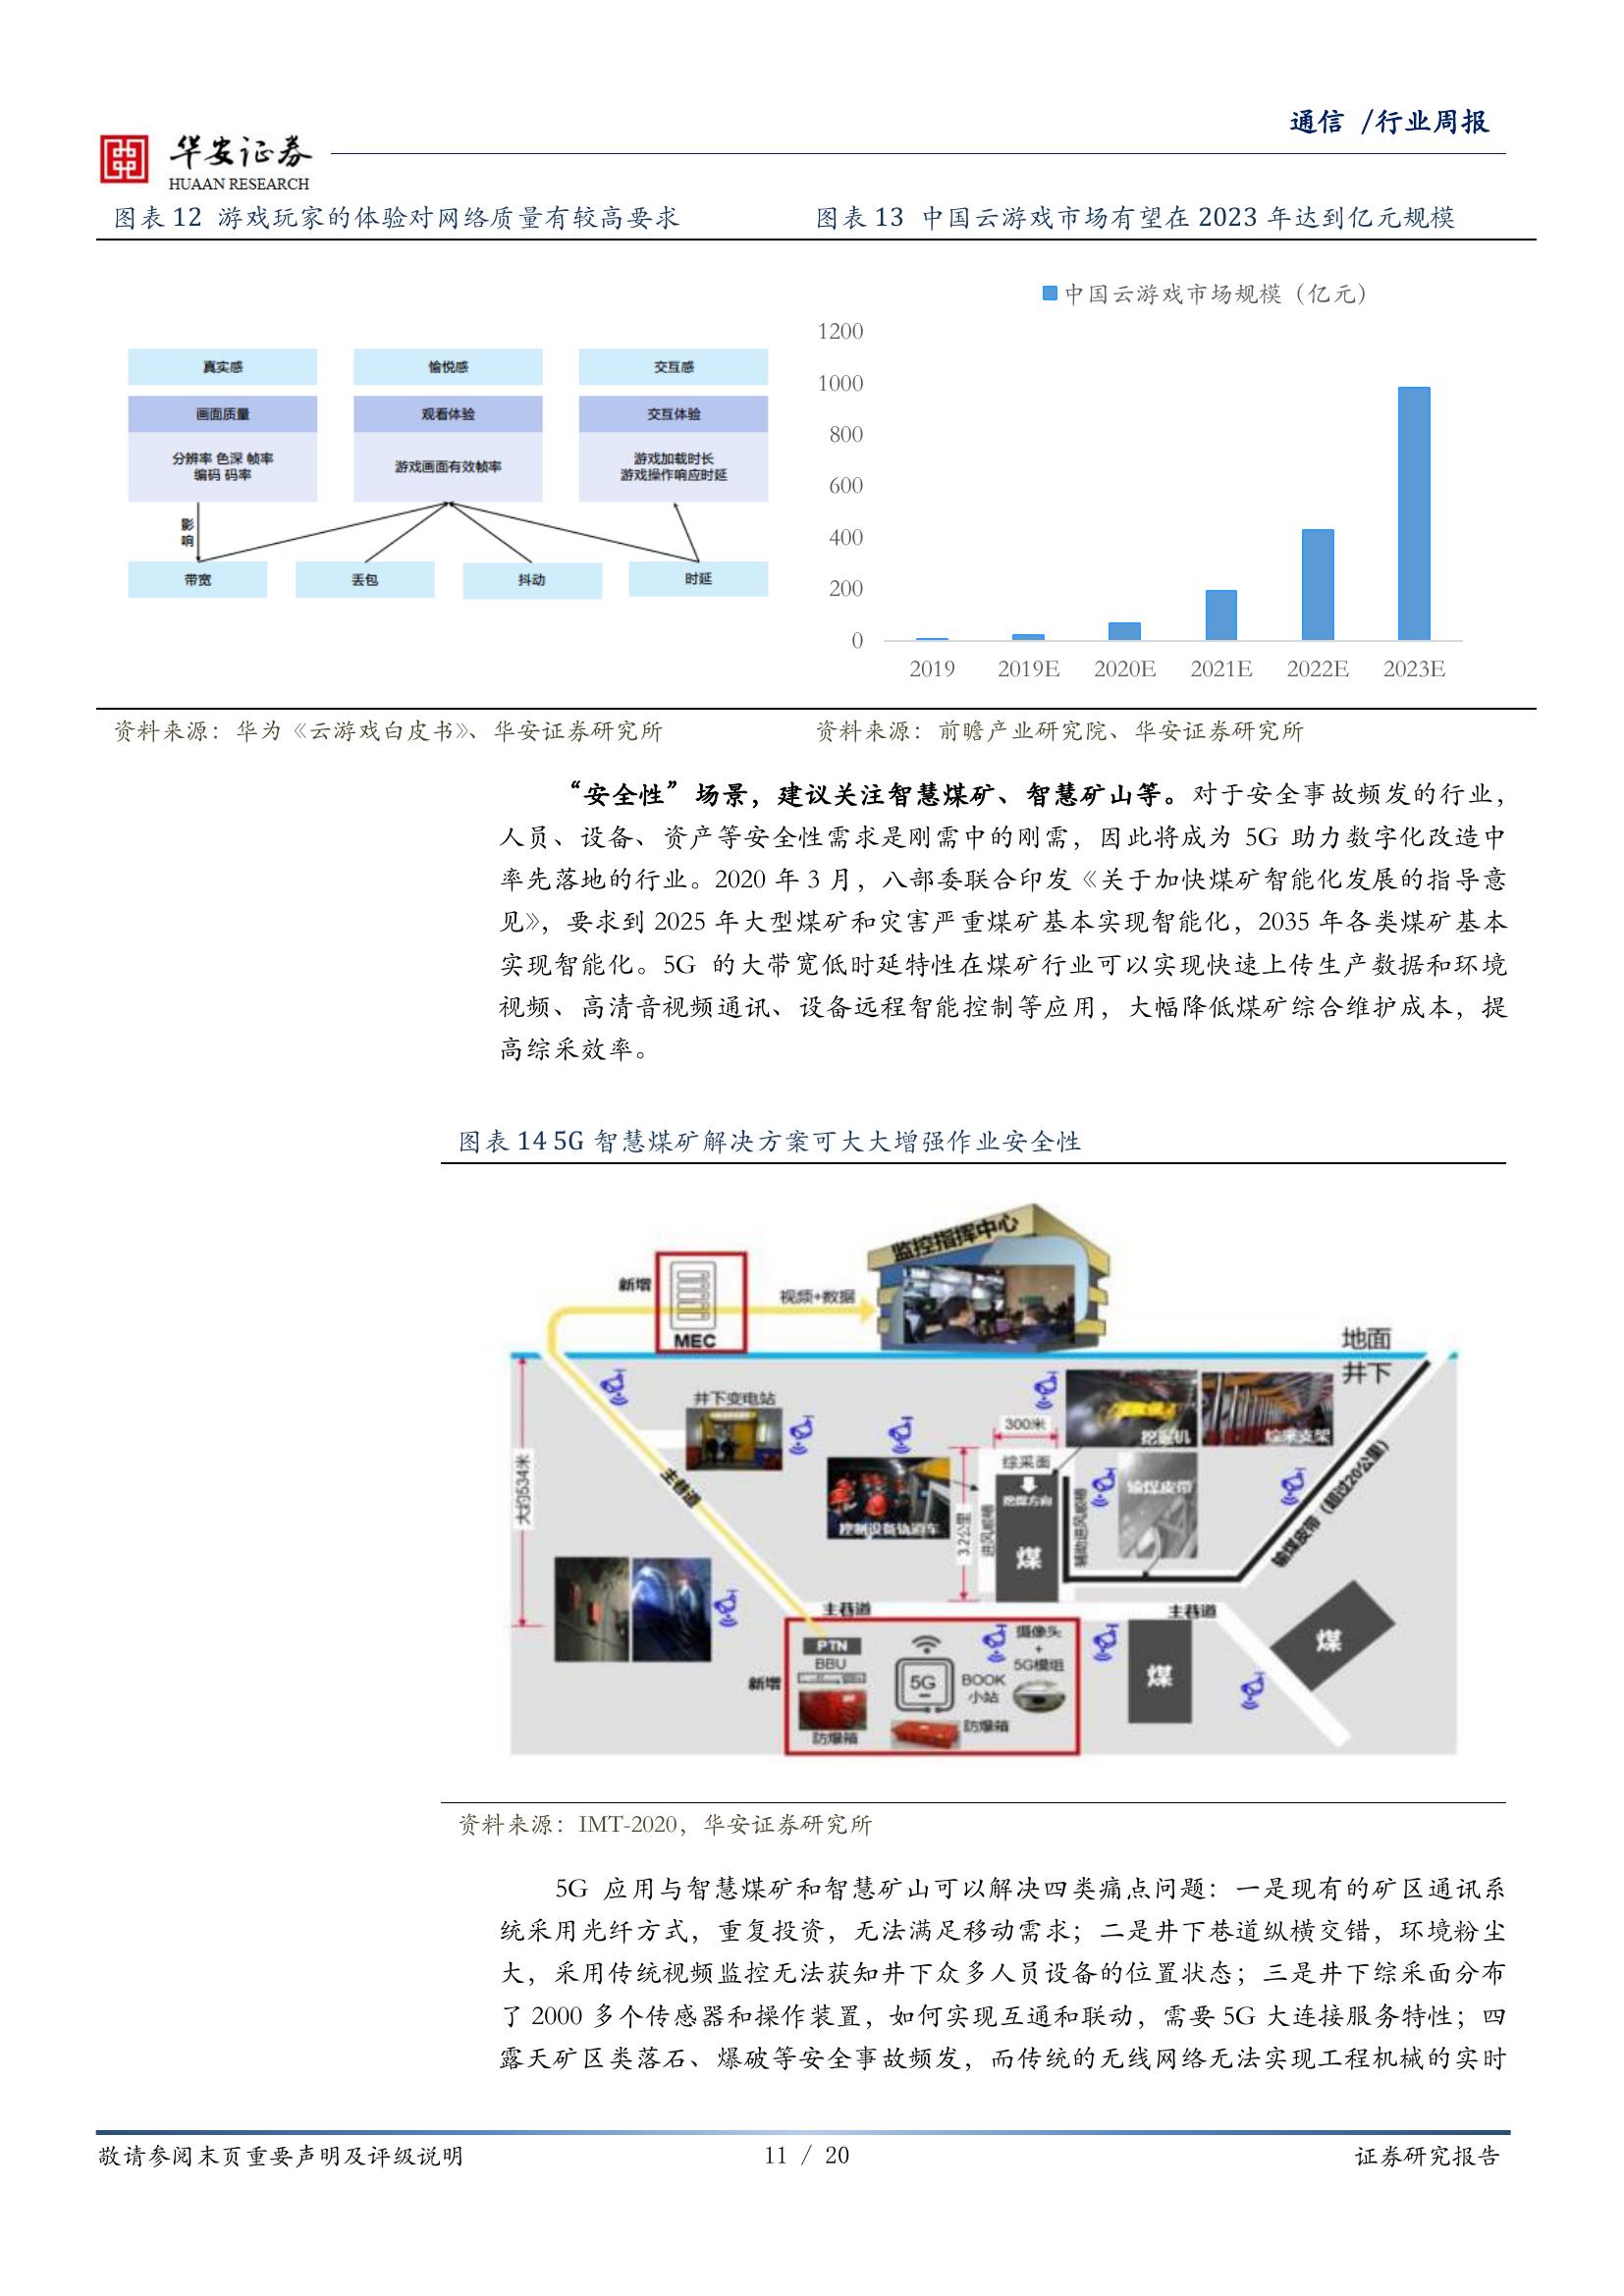 通信 /行业周报
华安证券
HUAAN RESEARCH
图表 12 游戏玩家的体验对网络质量有较高要求
真实感 愉悦感 交互感
画面质量 观看体验 交互体验
分辨率 色深 帧率
编码 码率
游戏画面有效帧率
游戏加载时长
游戏操作响应时延
影
响
带宽 丢包 抖动 时延
资料来源：华为《云游戏白皮书》、华安证券研究所
图表 13 中国云游戏市场有望在 2023 年达到亿元规模
中国云游戏市场规模（亿元）
1200
1000
800
600
400
200
0
2019 2019E 2020E 2021E 2022E 2023E
资料来源：前瞻产业研究院、华安证券研究所
“安全性”场景，建议关注智慧煤矿、智慧矿山等。对于安全事故频发的行业，
人员、设备、资产等安全性需求是刚需中的刚需，因此将成为 5G 助力数字化改造中
率先落地的行业。2020 年 3 月，八部委联合印发《关于加快煤矿智能化发展的指导意
见》，要求到 2025 年大型煤矿和灾害严重煤矿基本实现智能化，2035 年各类煤矿基本
实现智能化。5G 的大带宽低时延特性在煤矿行业可以实现快速上传生产数据和环境
视频、高清音视频通讯、设备远程智能控制等应用，大幅降低煤矿综合维护成本，提
高综采效率。
图表 14 5G 智慧煤矿解决方案可大大增强作业安全性
监控指挥中心
新增
MEC
视频+数据
地面
井下
井下变电站
300米
挖掘机
综采支架
综采面
挖煤方向
输煤皮带
大约534米
主巷道
控制设备轨道车
3.2公里
进风顺槽
煤
辅助进风顺槽
输煤皮带（超过20公里）
主巷道
主巷道
新增
PTN
BBU
防爆箱
5G
BOOK
小站
防爆箱
摄像头
+
5G模组
煤
煤
资料来源：IMT-2020，华安证券研究所
5G 应用与智慧煤矿和智慧矿山可以解决四类痛点问题：一是现有的矿区通讯系
统采用光纤方式，重复投资，无法满足移动需求；二是井下巷道纵横交错，环境粉尘
大，采用传统视频监控无法获知井下众多人员设备的位置状态；三是井下综采面分布
了 2000 多个传感器和操作装置，如何实现互通和联动，需要 5G 大连接服务特性；四
露天矿区类落石、爆破等安全事故频发，而传统的无线网络无法实现工程机械的实时
敬请参阅末页重要声明及评级说明
11 / 20
证券研究报告